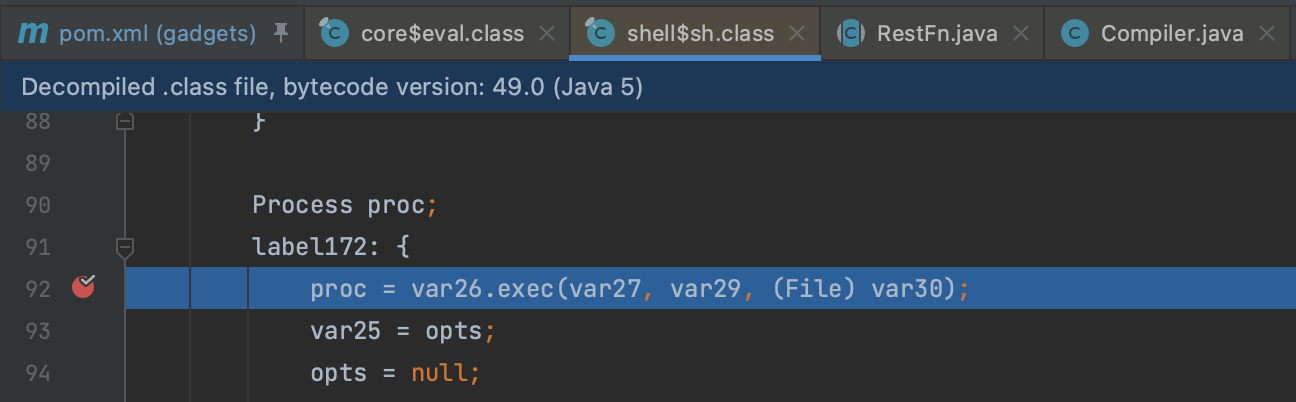 m pom.xml (gadgets) C core$eval.class × C shell$sh.class × C RestFn.java × C Compiler.java ×
Decompiled .class file, bytecode version: 49.0 (Java 5)
88 }
89
90 Process proc;
91 label172: {
92 proc = var26.exec(var27, var29, (File) var30);
93 var25 = opts;
94 opts = null;